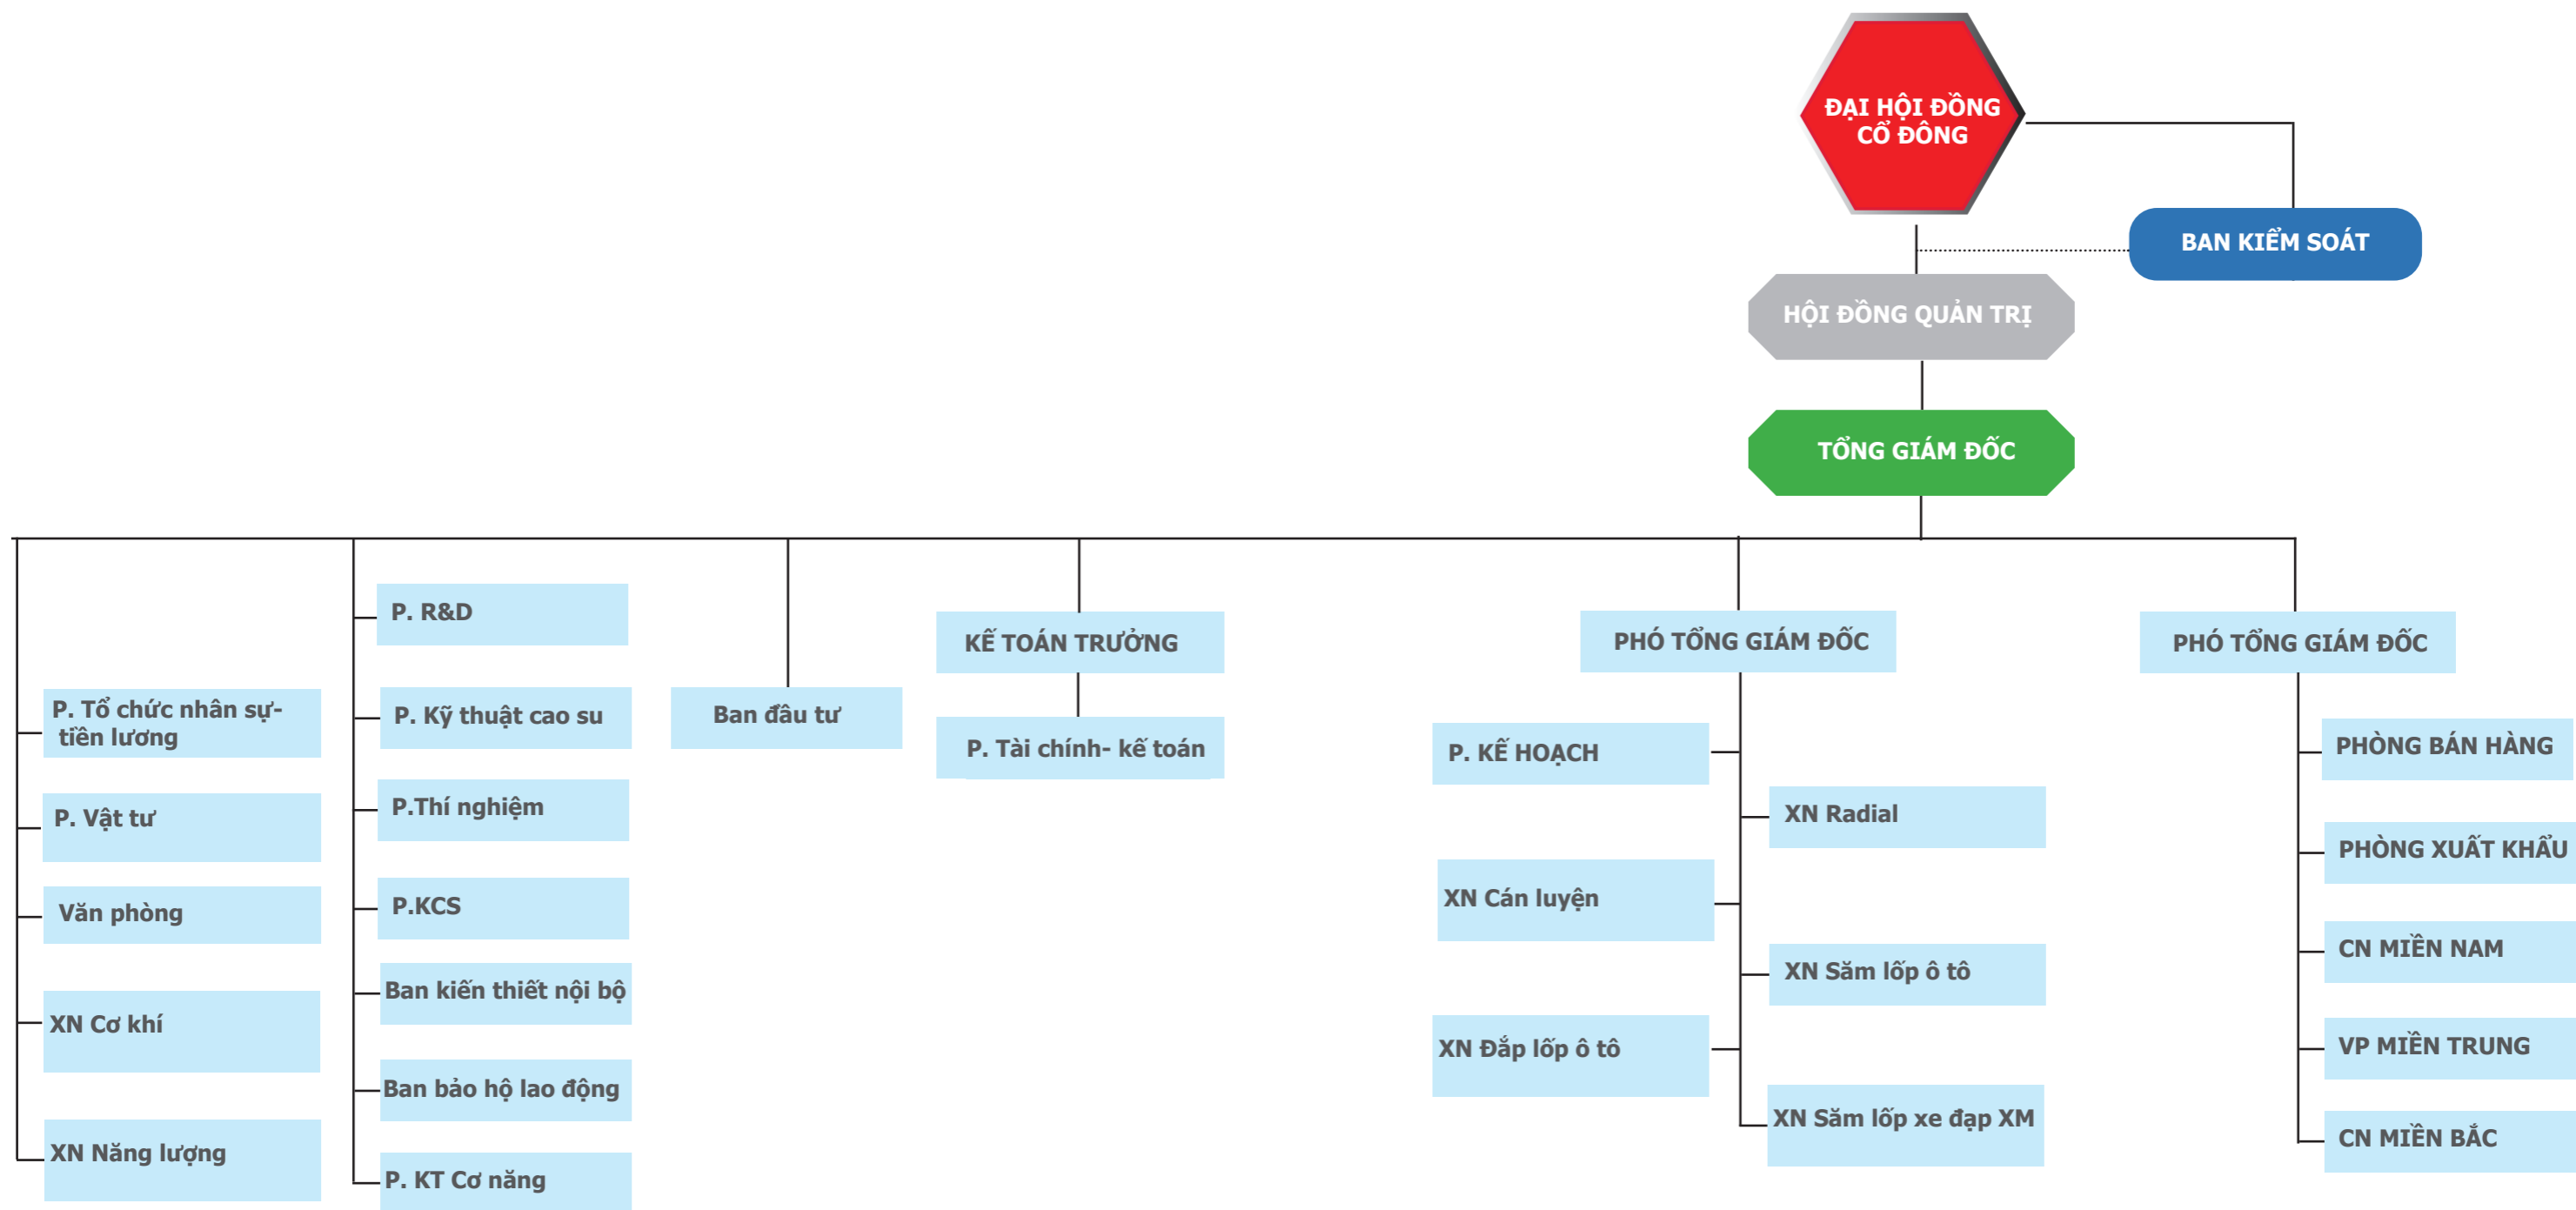 ĐẠI HỘI ĐỒNG
CỔ ĐÔNG
BAN KIỂM SOÁT
HỘI ĐỒNG QUẢN TRỊ
TỔNG GIÁM ĐỐC
P. Tổ chức nhân sự-
tiền lương
P. Vật tư
Văn phòng
XN Cơ khí
XN Năng lượng
P. R&D
P. Kỹ thuật cao su
P.Thí nghiệm
P.KCS
Ban kiến thiết nội bộ
Ban bảo hộ lao động
P. KT Cơ năng
Ban đầu tư
KẾ TOÁN TRƯỞNG
P. Tài chính- kế toán
PHÓ TỔNG GIÁM ĐỐC
P. KẾ HOẠCH
XN Radial
XN Cán luyện
XN Săm lốp ô tô
XN Đắp lốp ô tô
XN Săm lốp xe đạp XM
PHÓ TỔNG GIÁM ĐỐC
PHÒNG BÁN HÀNG
PHÒNG XUẤT KHẨU
CN MIỀN NAM
VP MIỀN TRUNG
CN MIỀN BẮC